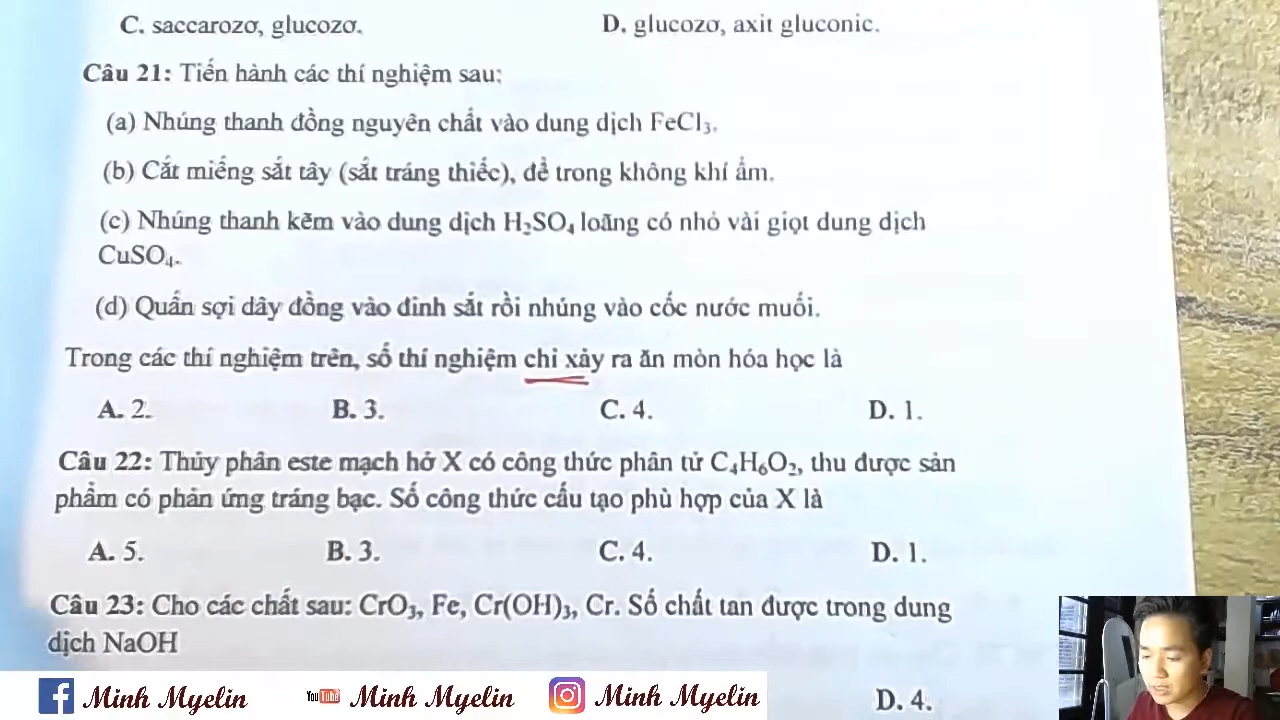 C. saccarozơ, glucozơ. D. glucozơ, axit gluconic.
Câu 21: Tiến hành các thí nghiệm sau:
(a) Nhúng thanh đồng nguyên chất vào dung dịch FeCl₃.
(b) Cắt miếng sắt tây (sắt tráng thiếc), để trong không khí ẩm.
(c) Nhúng thanh kẽm vào dung dịch H₂SO₄ loãng có nhỏ vài giọt dung dịch
CuSO₄.
(d) Quấn sợi dây đồng vào đinh sắt rồi nhúng vào cốc nước muối.
Trong các thí nghiệm trên, số thí nghiệm chỉ xảy ra ăn mòn hóa học là
A. 2. B. 3. C. 4. D. 1.
Câu 22: Thủy phân este mạch hở X có công thức phân tử C₄H₆O₂, thu được sản
phẩm có phản ứng tráng bạc. Số công thức cấu tạo phù hợp của X là
A. 5. B. 3. C. 4. D. 1.
Câu 23: Cho các chất sau: CrO₃, Fe, Cr(OH)₃, Cr. Số chất tan được trong dung
dịch NaOH
D. 4.
Minh Myelin YouTube Minh Myelin Minh Myelin